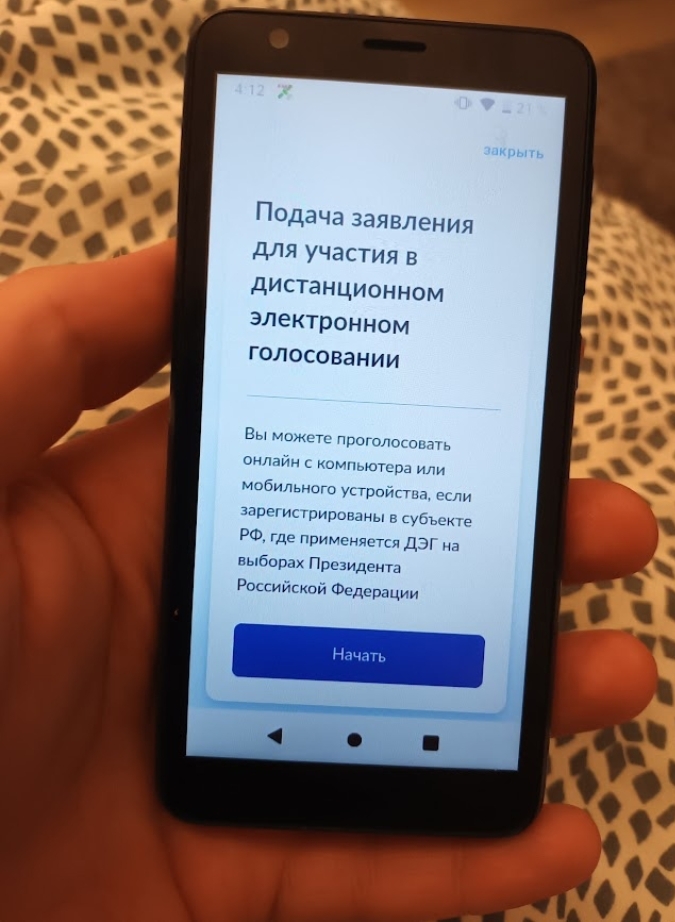 4:12
21
закрыть
Подача заявления
для участия в
дистанционном
электронном
голосовании
Вы можете проголосовать
онлайн с компьютера или
мобильного устройства, если
зарегистрированы в субъекте
РФ, где применяется ДЭГ на
выборах Президента
Российской Федерации
Начать